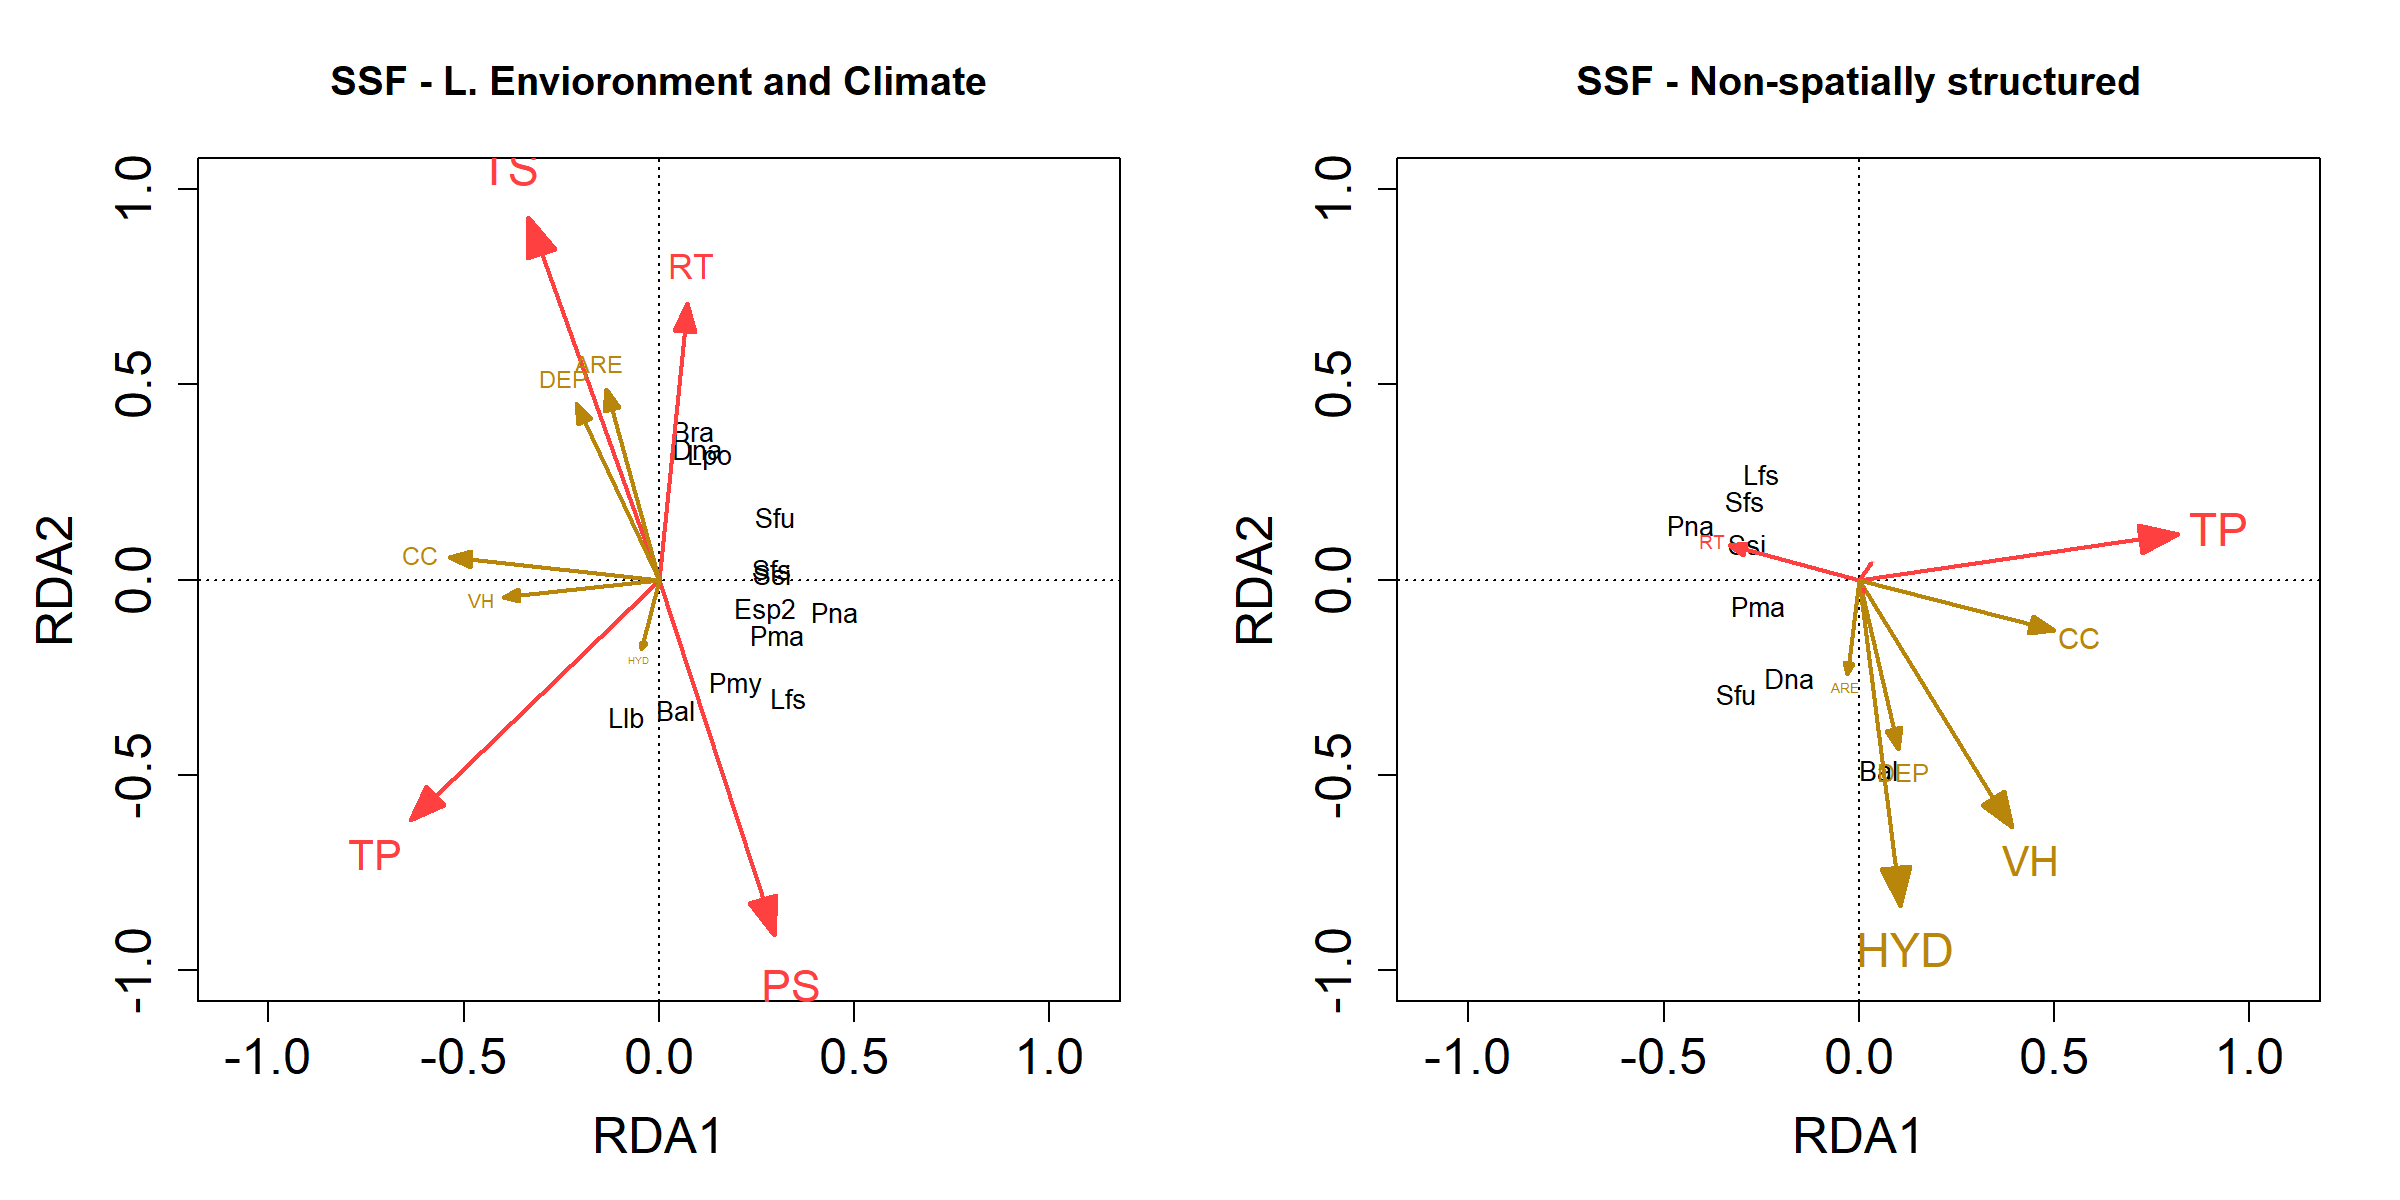 SSF - L. Envioronment and Climate
TS
RT
ARE
DEP
Bra
Dna
Lpo
Sfu
Sfs
Ssi
CC
VH
Esp2
Pna
Pma
HYD
Pmy
Lfs
Llb
Bal
TP
PS
1.0
0.5
0.0
-0.5
-1.0
RDA2
-1.0 -0.5 0.0 0.5 1.0
RDA1
SSF - Non-spatially structured
Lfs
Sfs
Pna
RT
Ssi
TP
Pma
CC
Dna
Sfu
ARE
Bal
DEP
VH
HYD
1.0
0.5
0.0
-0.5
-1.0
RDA2
-1.0 -0.5 0.0 0.5 1.0
RDA1